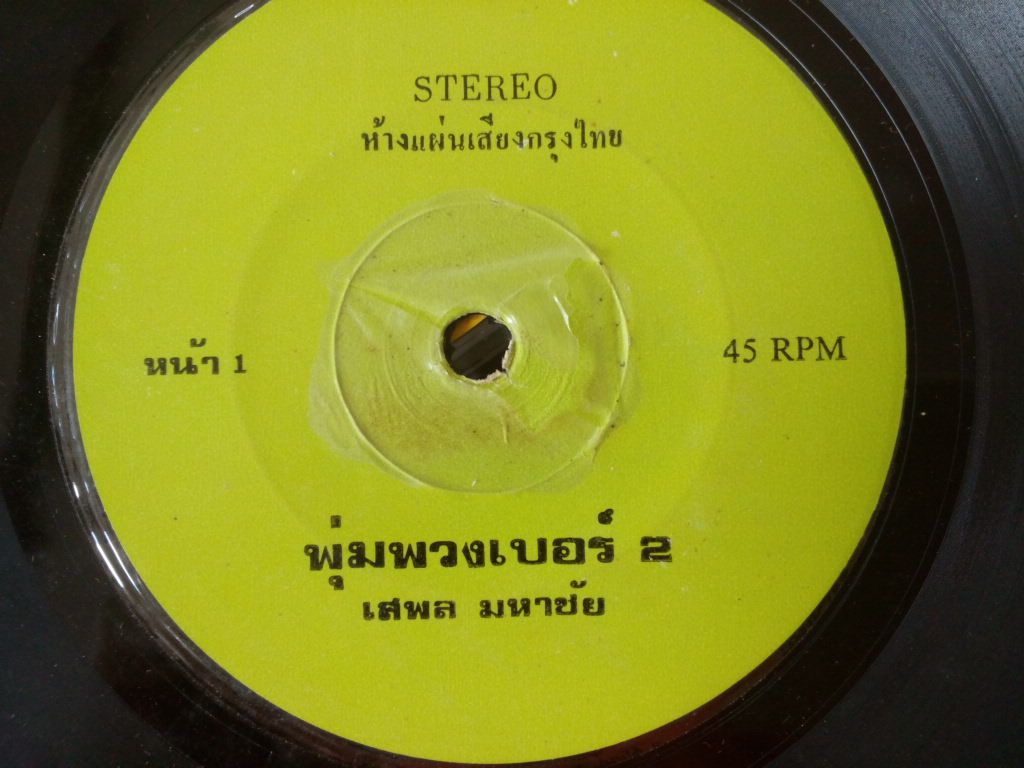 STEREO
ห้างแผ่นเสียงกรุงไทย
หน้า 1
45 RPM
พุ่มพวงเบอร์ 2
เสพล มหาชัย